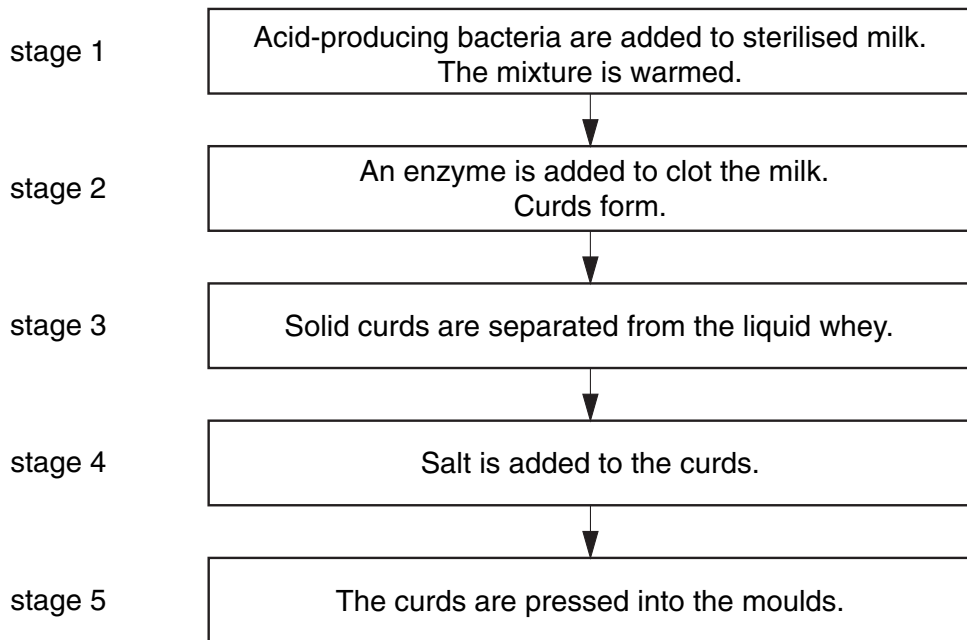 stage 1
Acid-producing bacteria are added to sterilised milk.
The mixture is warmed.
stage 2
An enzyme is added to clot the milk.
Curds form.
stage 3
Solid curds are separated from the liquid whey.
stage 4
Salt is added to the curds.
stage 5
The curds are pressed into the moulds.